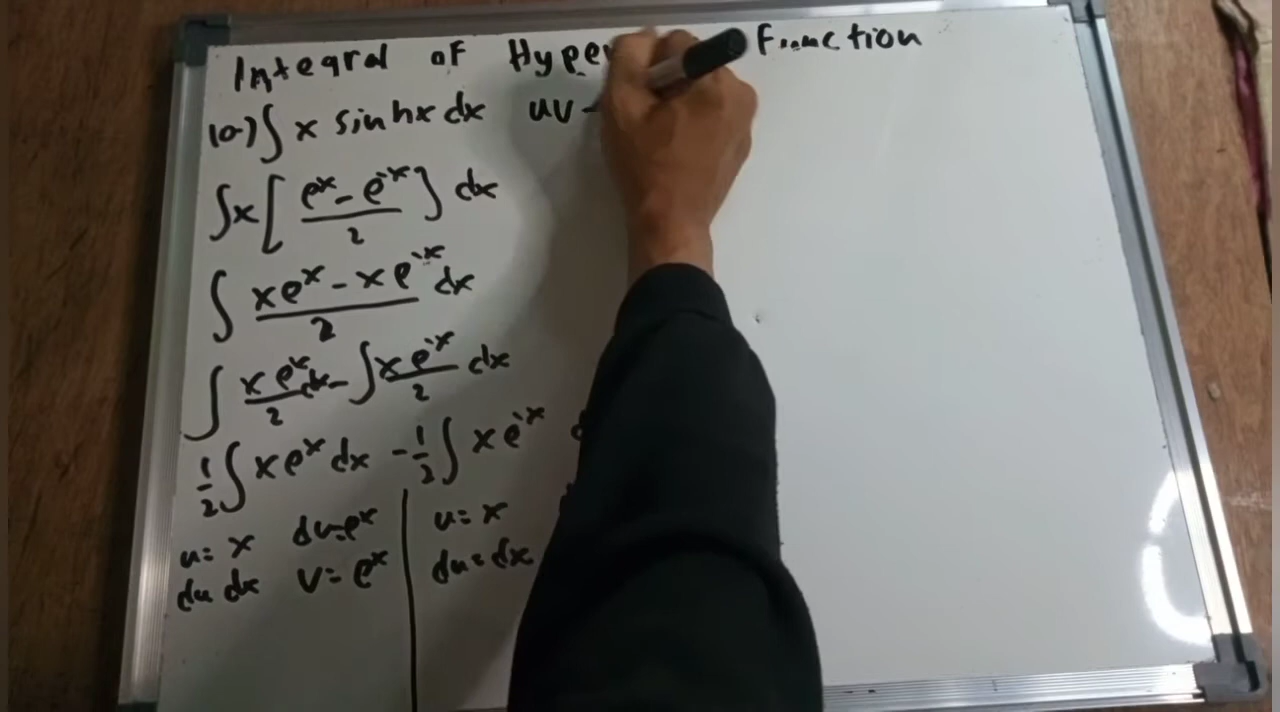 Integral of Hype Function
10) ∫ x sinhx dx uv -
∫x [ (e^x - e^-x)/2 ] dx
∫ (xe^x - xe^-x)/2 dx
∫ xe^x/2 dx - ∫ xe^-x/2 dx
1/2 ∫ xe^x dx - 1/2 ∫ xe^-x
u= x dv=e^x u= x
du dx v= e^x du=dx